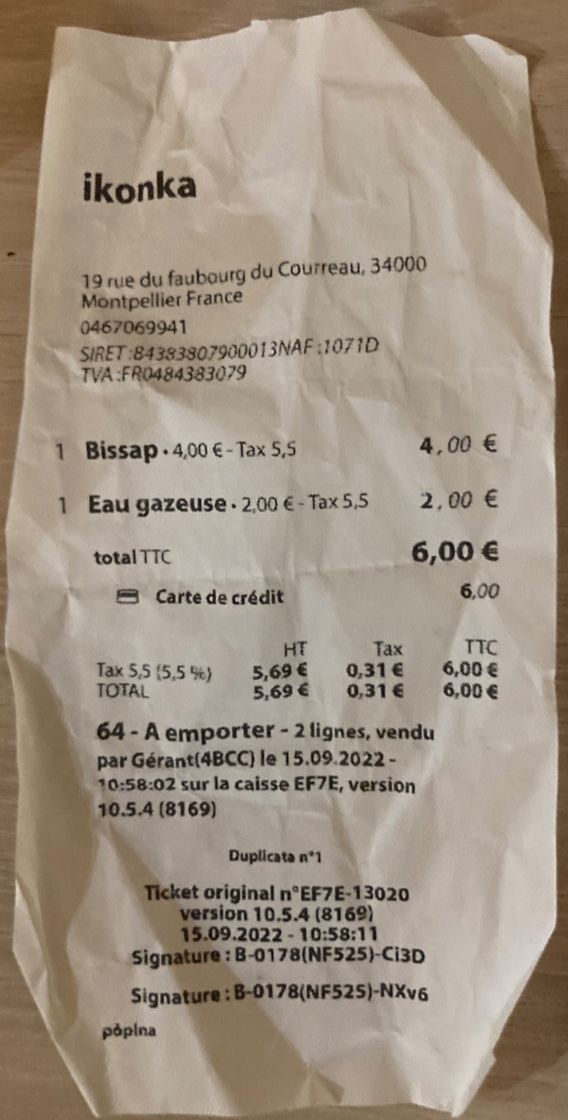 ikonka
19 rue du faubourg du Courreau, 34000
Montpellier France
0467069941
SIRET :84383807900013NAF :1071D
TVA :FR0484383079
1 Bissap • 4,00 € - Tax 5,5 4,00 €
1 Eau gazeuse • 2,00 € - Tax 5,5 2,00 €
total TTC 6,00 €
Carte de crédit 6,00
HT Tax TTC
Tax 5,5 (5,5 %) 5,69 € 0,31 € 6,00 €
TOTAL 5,69 € 0,31 € 6,00 €
64 - A emporter - 2 lignes, vendu
par Gérant(4BCC) le 15.09.2022 -
10:58:02 sur la caisse EF7E, version
10.5.4 (8169)
Duplicata n°1
Ticket original n°EF7E-13020
version 10.5.4 (8169)
15.09.2022 - 10:58:11
Signature : B-0178(NF525)-Ci3D
Signature : B-0178(NF525)-NXv6
pòpina